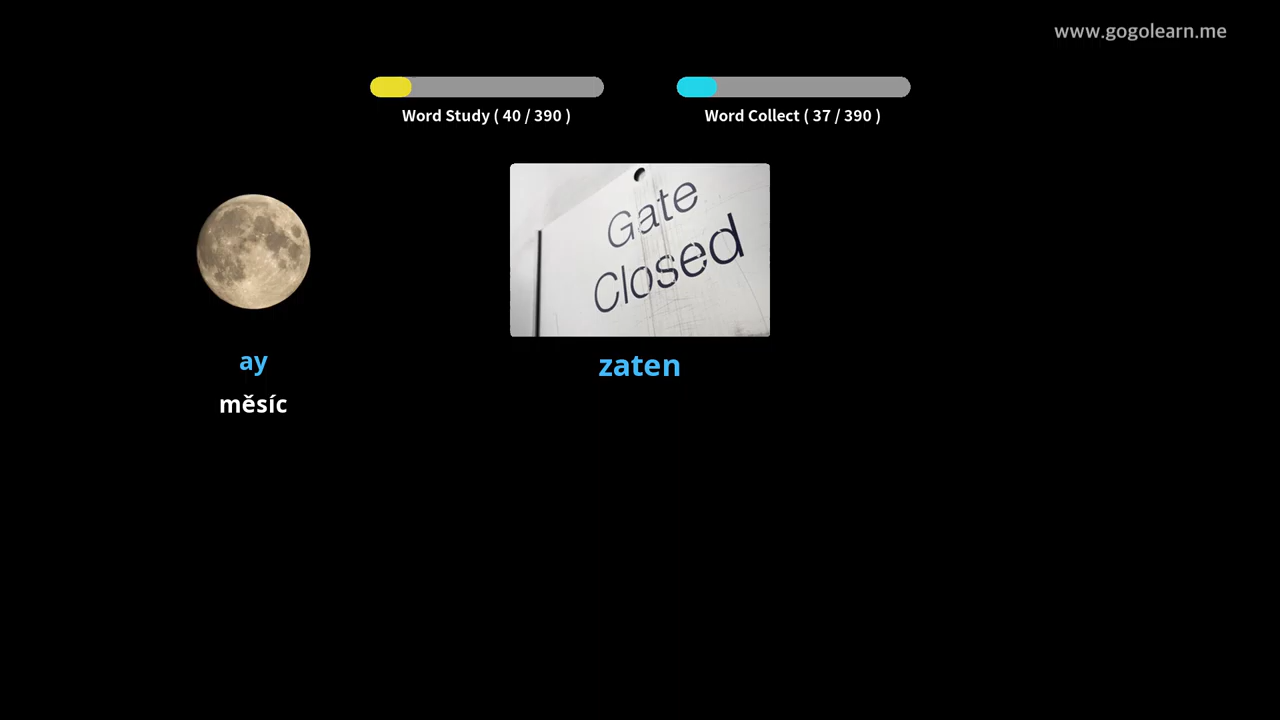 www.gogolearn.me
Word Study ( 40 / 390 )
Word Collect ( 37 / 390 )
Gate
Closed
ay
zaten
měsíc